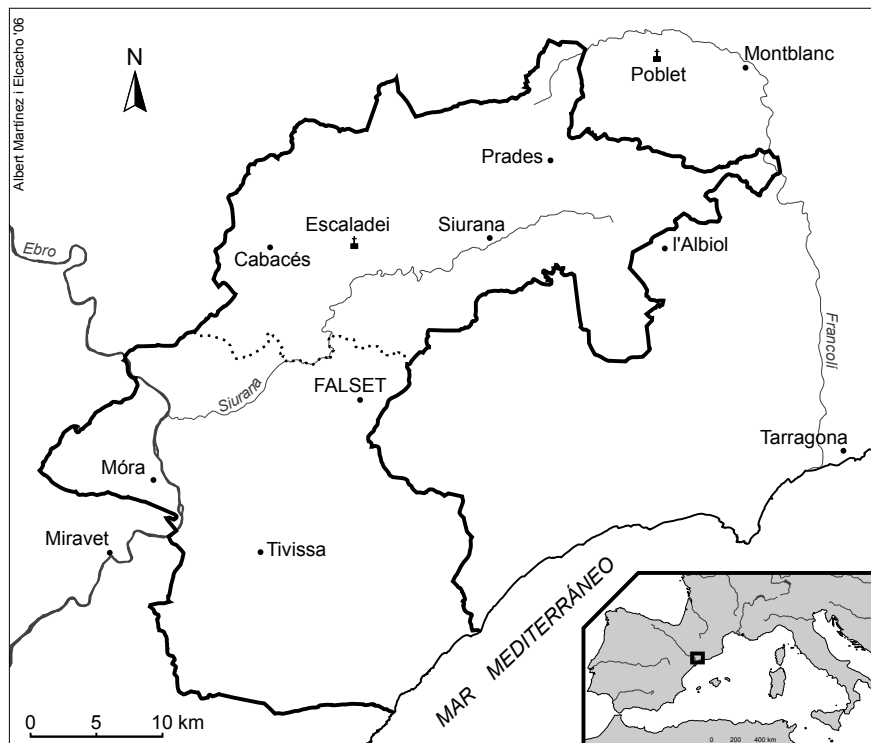 Albert Martínez i Elcacho '06
N
Poblet
Montblanc
Prades
Escaladei
Siurana
l'Albiol
Ebro
Cabacés
Francolí
Siurana
FALSET
Tarragona
Móra
Miravet
Tivissa
MAR MEDITERRÁNEO
0 5 10 km
0 200 400 km